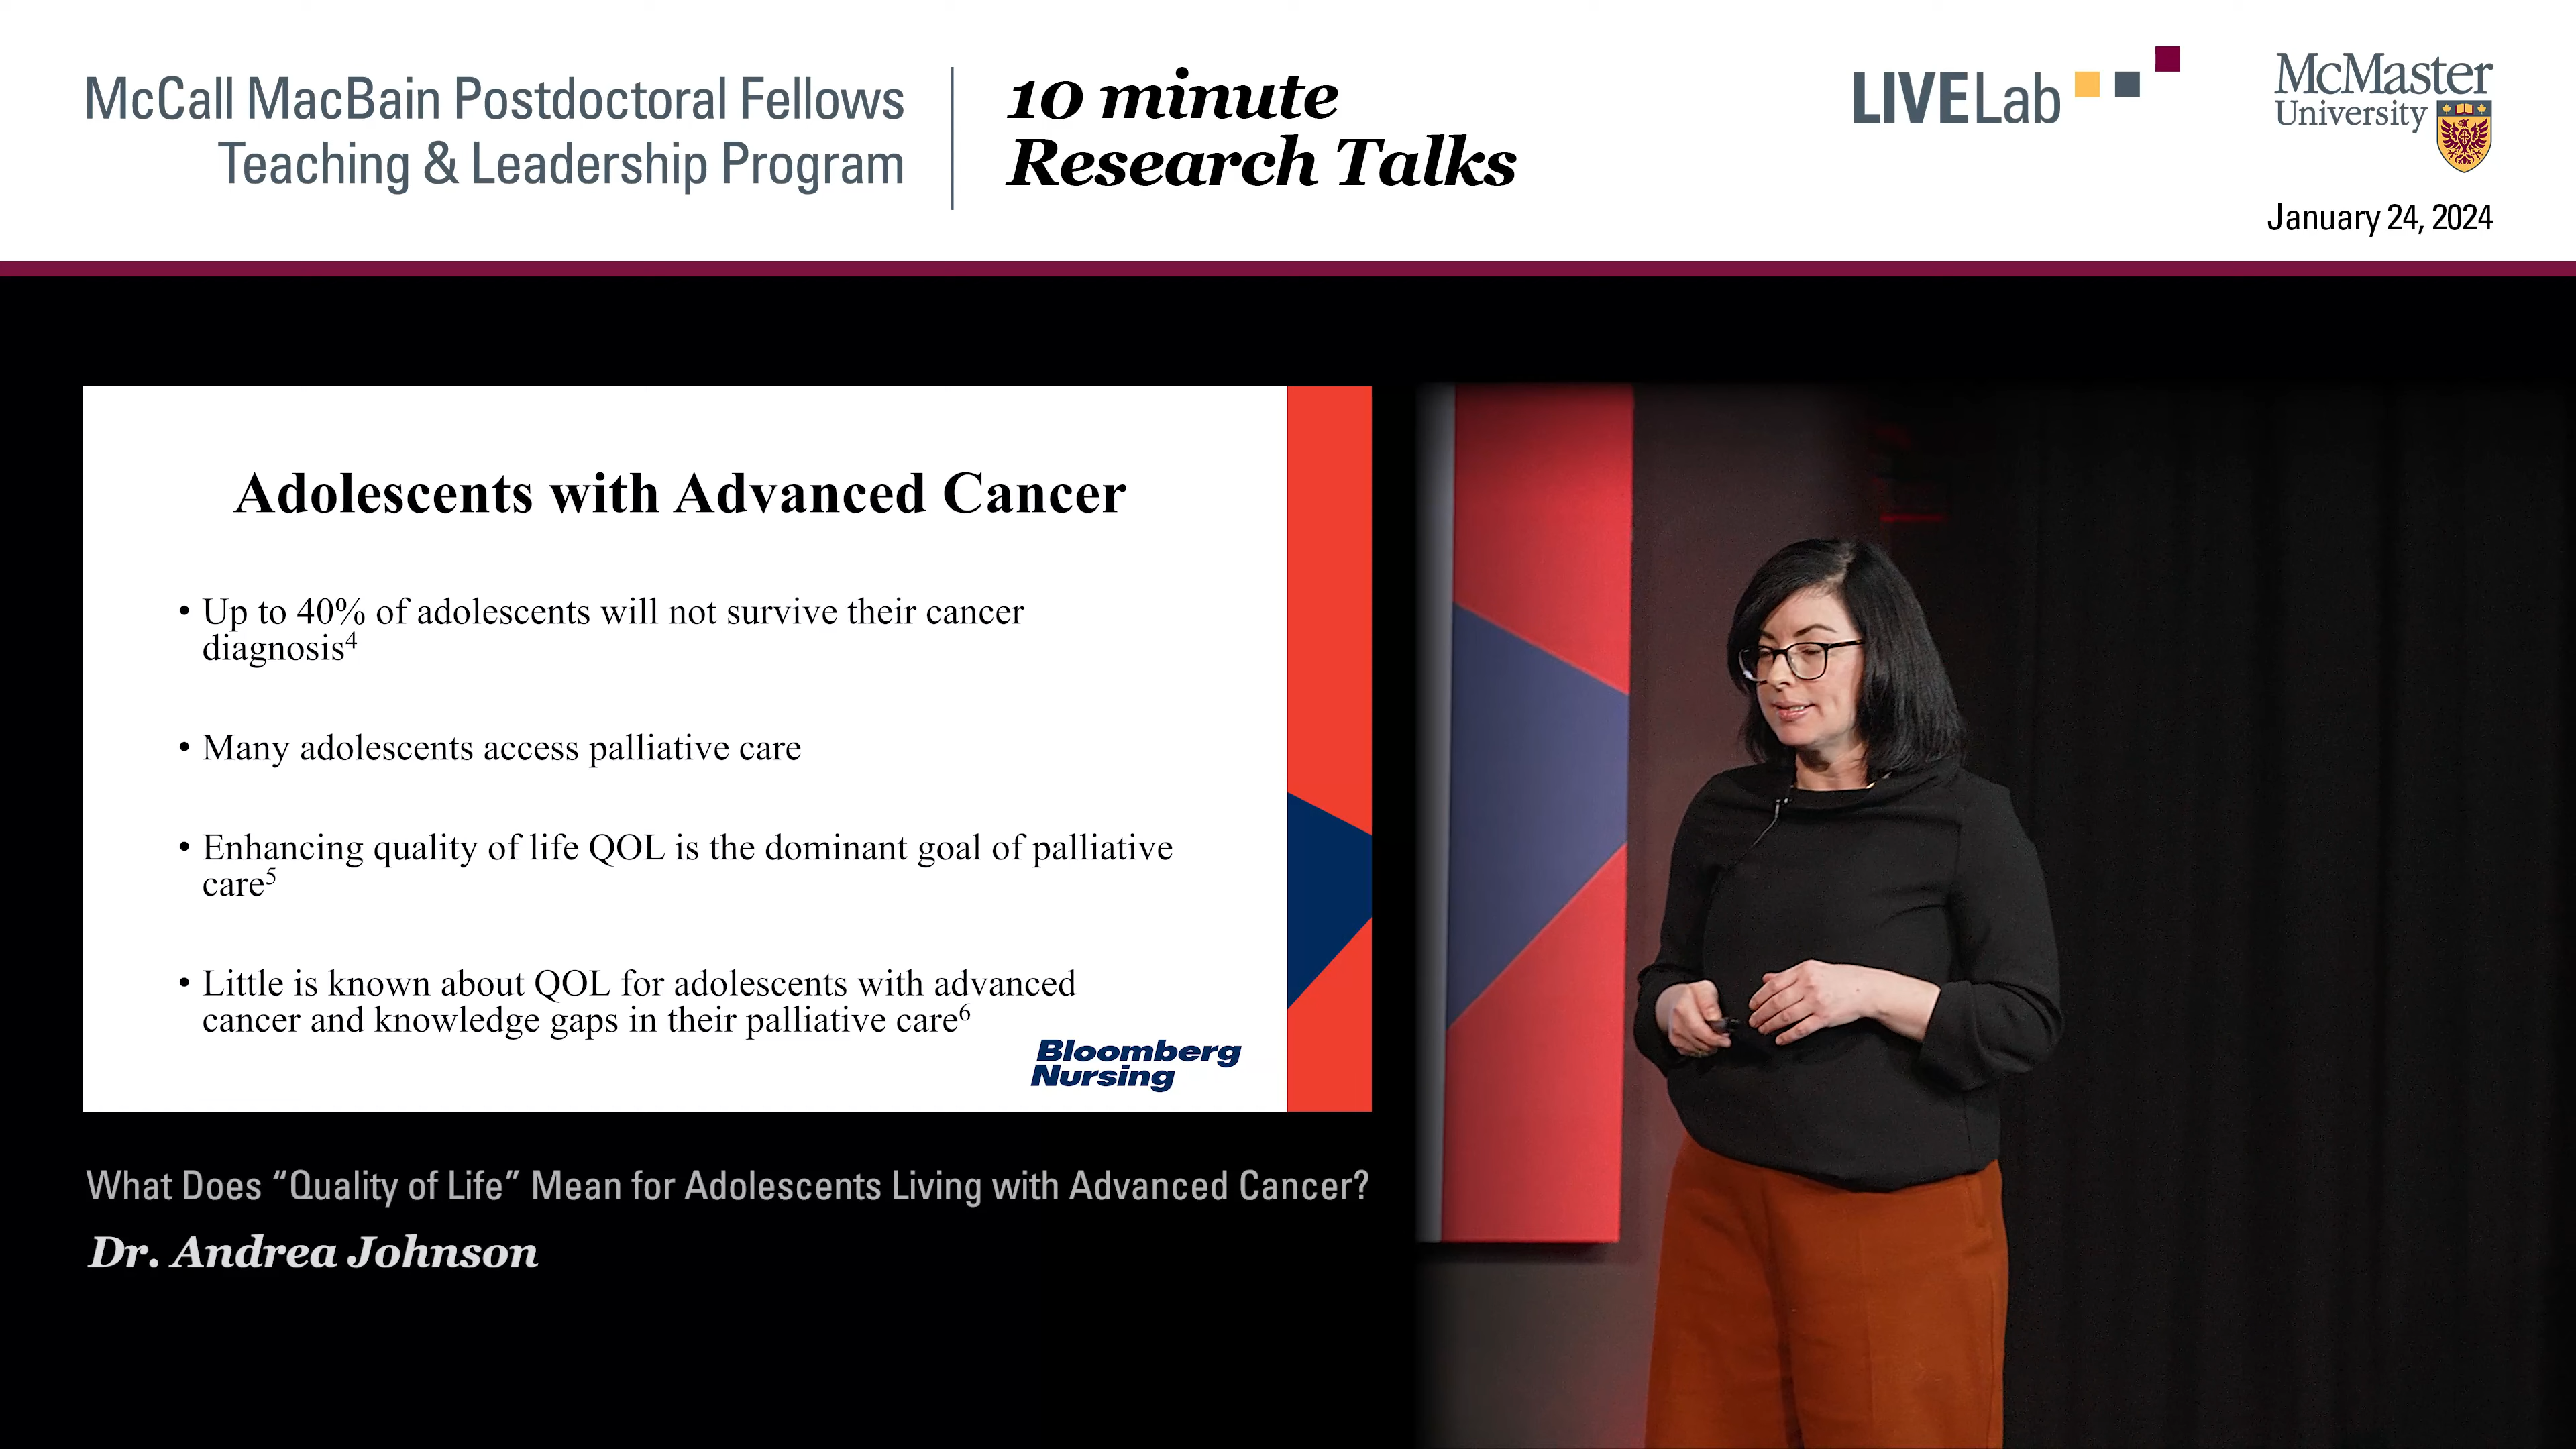 McCall MacBain Postdoctoral Fellows
Teaching & Leadership Program
10 minute
Research Talks
LIVELab
McMaster
University
January 24, 2024
Adolescents with Advanced Cancer
• Up to 40% of adolescents will not survive their cancer
diagnosis⁴
• Many adolescents access palliative care
• Enhancing quality of life QOL is the dominant goal of palliative
care⁵
• Little is known about QOL for adolescents with advanced
cancer and knowledge gaps in their palliative care⁶
Bloomberg
Nursing
What Does “Quality of Life” Mean for Adolescents Living with Advanced Cancer?
Dr. Andrea Johnson